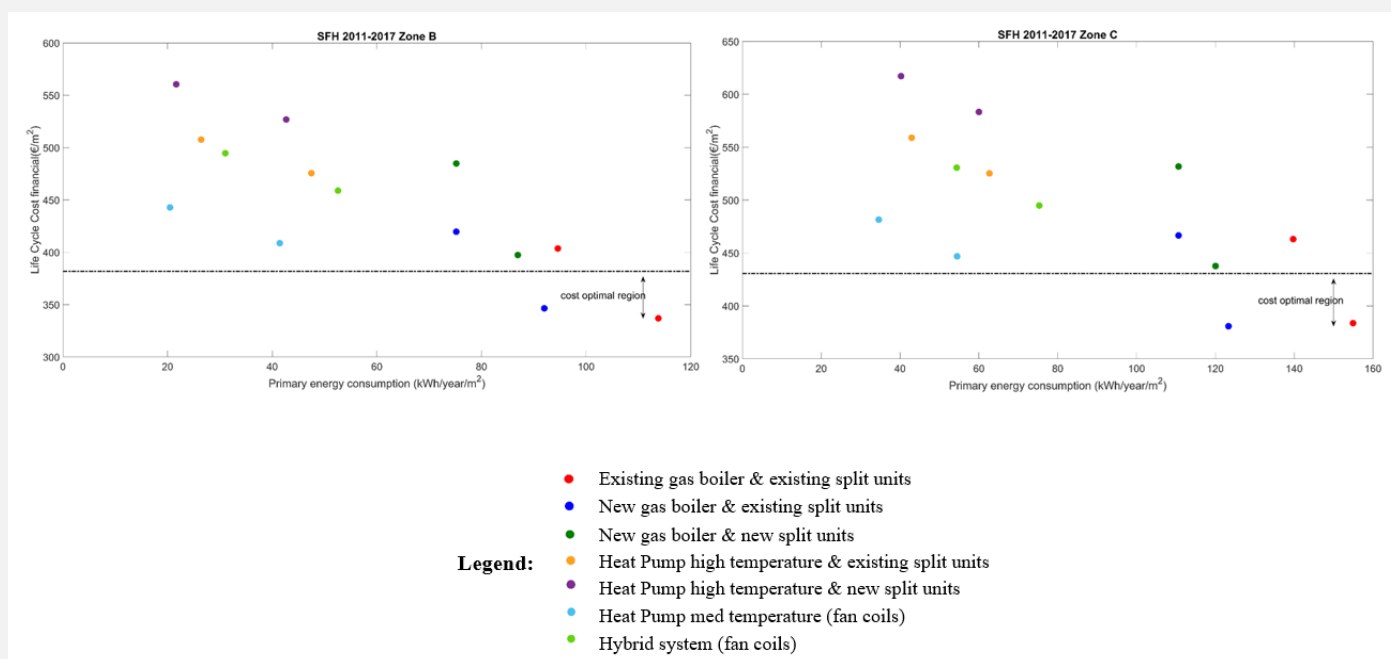 SFH 2011-2017 Zone B
600
550
500
450
400
350
300
Life Cycle Cost financial(€/m²)
cost optimal region
0 20 40 60 80 100 120
Primary energy consumption (kWh/year/m²)
SFH 2011-2017 Zone C
650
600
550
500
450
400
350
Life Cycle Cost financial(€/m²)
cost optimal region
0 20 40 60 80 100 120 140 160
Primary energy consumption (kWh/year/m²)
Legend:
Existing gas boiler & existing split units
New gas boiler & existing split units
New gas boiler & new split units
Heat Pump high temperature & existing split units
Heat Pump high temperature & new split units
Heat Pump med temperature (fan coils)
Hybrid system (fan coils)